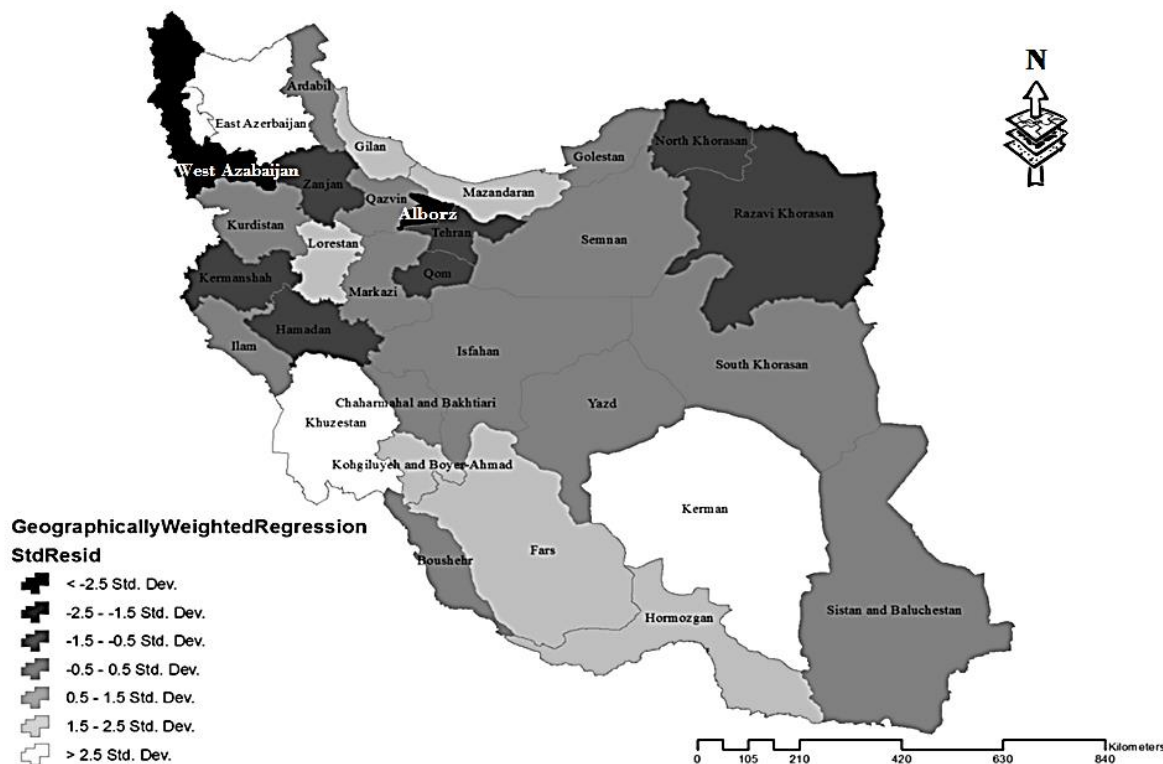 N
Ardabil
East Azerbaijan
Gilan
North Khorasan
Golestan
West Azabaijan
Zanjan
Mazandaran
Qazvin
Alborz
Razavi Khorasan
Kurdistan
Tehran
Lorestan
Semnan
Kermanshah
Qom
Markazi
Hamadan
Ilam
Isfahan
South Khorasan
Chaharmahal and Bakhtiari
Yazd
Khuzestan
Kohgiluyeh and Boyer-Ahmad
Kerman
Fars
Boushehr
Sistan and Baluchestan
Hormozgan
GeographicallyWeightedRegression
StdResid
< -2.5 Std. Dev.
-2.5 - -1.5 Std. Dev.
-1.5 - -0.5 Std. Dev.
-0.5 - 0.5 Std. Dev.
0.5 - 1.5 Std. Dev.
1.5 - 2.5 Std. Dev.
> 2.5 Std. Dev.
Kilometers
0 105 210 420 630 840